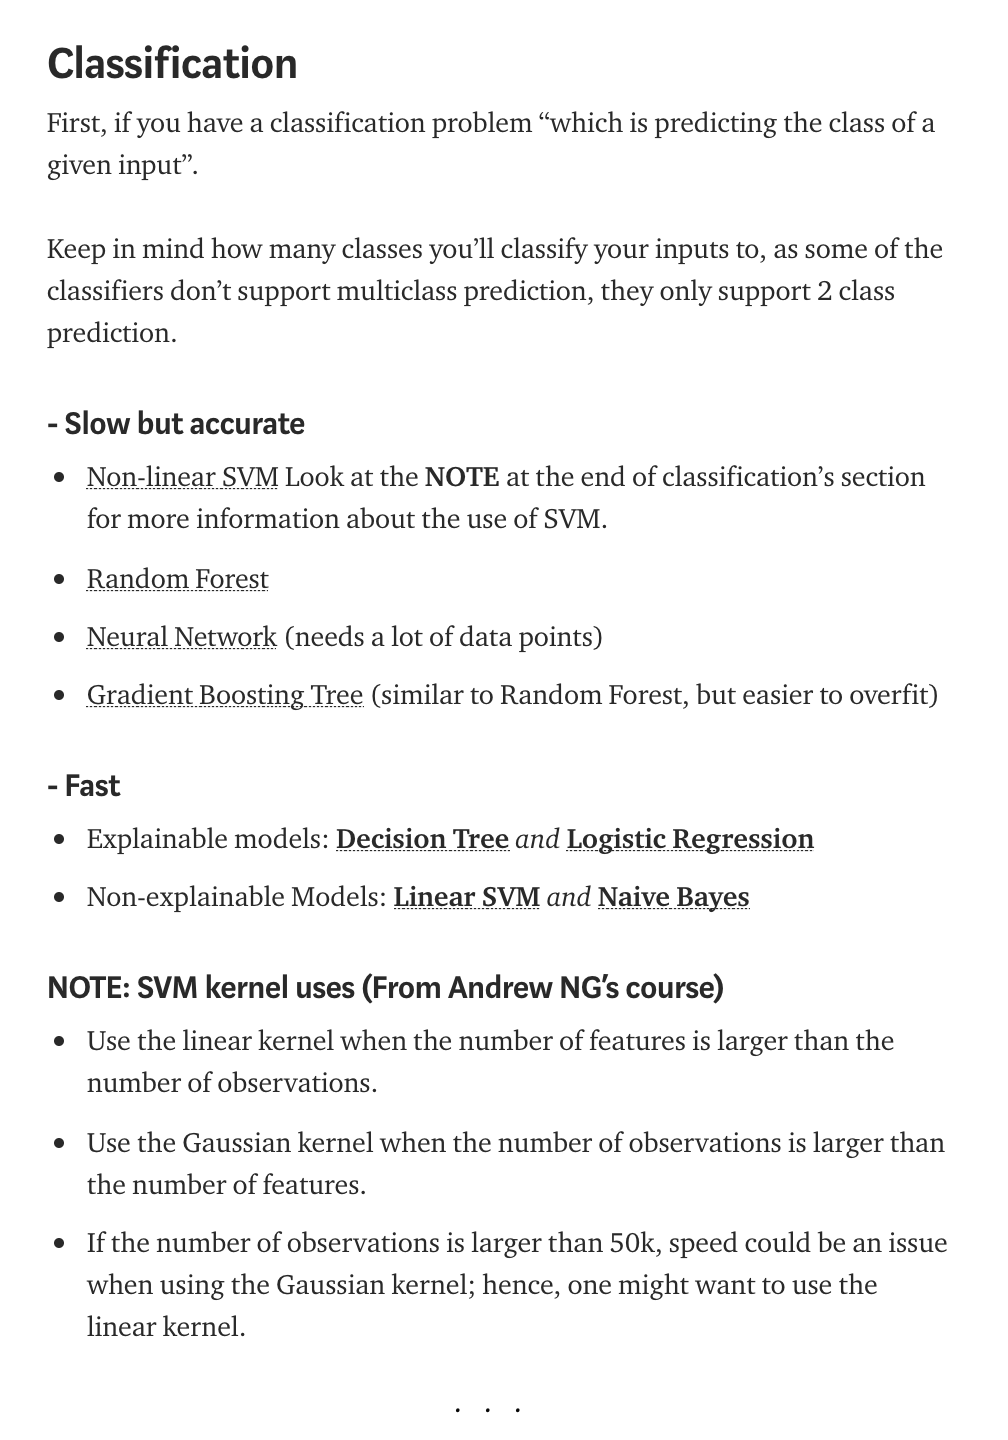 Classification
First, if you have a classification problem “which is predicting the class of a
given input”.
Keep in mind how many classes you’ll classify your inputs to, as some of the
classifiers don’t support multiclass prediction, they only support 2 class
prediction.
- Slow but accurate
• Non-linear SVM Look at the NOTE at the end of classification’s section
for more information about the use of SVM.
• Random Forest
• Neural Network (needs a lot of data points)
• Gradient Boosting Tree (similar to Random Forest, but easier to overfit)
- Fast
• Explainable models: Decision Tree and Logistic Regression
• Non-explainable Models: Linear SVM and Naive Bayes
NOTE: SVM kernel uses (From Andrew NG’s course)
• Use the linear kernel when the number of features is larger than the
number of observations.
• Use the Gaussian kernel when the number of observations is larger than
the number of features.
• If the number of observations is larger than 50k, speed could be an issue
when using the Gaussian kernel; hence, one might want to use the
linear kernel.
. . .